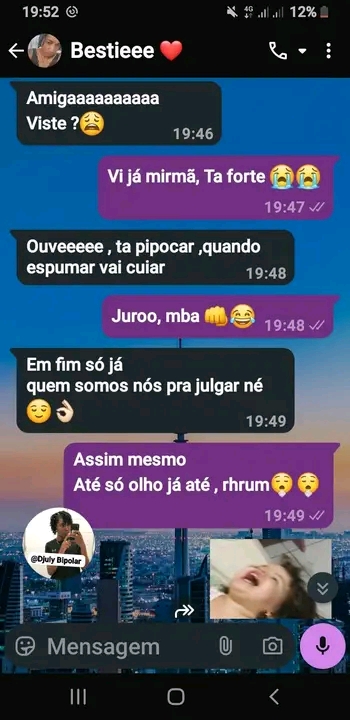 19:52 4G 12%
Bestieee ❤️
Amigaaaaaaaaaa
Viste ?😩
19:46
Vi já mirmã, Ta forte 😭😭
19:47
Ouveeeee , ta pipocar ,quando
espumar vai cuiar
19:48
Juroo, mba 👊😂
19:48
Em fim só já
quem somos nós pra julgar né
😌👌🏻
19:49
Assim mesmo
Até só olho já até , rhrum😮‍💨😮‍💨
19:49
@Djuly Bipolar
Mensagem